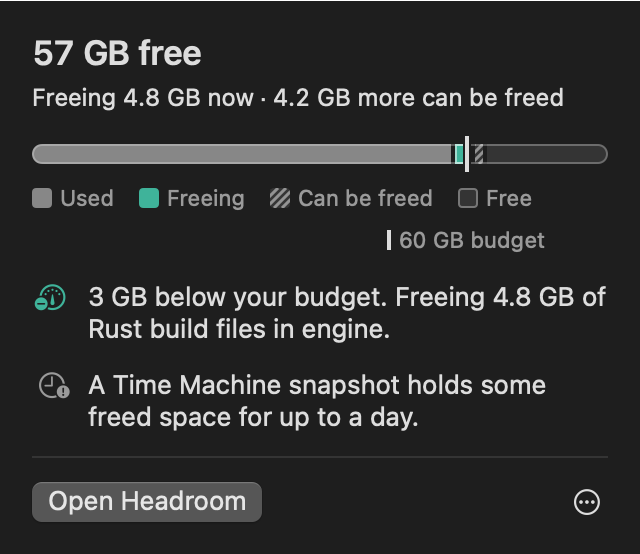 57 GB free
Freeing 4.8 GB now · 4.2 GB more can be freed
Used Freeing Can be freed Free
60 GB budget
3 GB below your budget. Freeing 4.8 GB of
Rust build files in engine.
A Time Machine snapshot holds some
freed space for up to a day.
Open Headroom